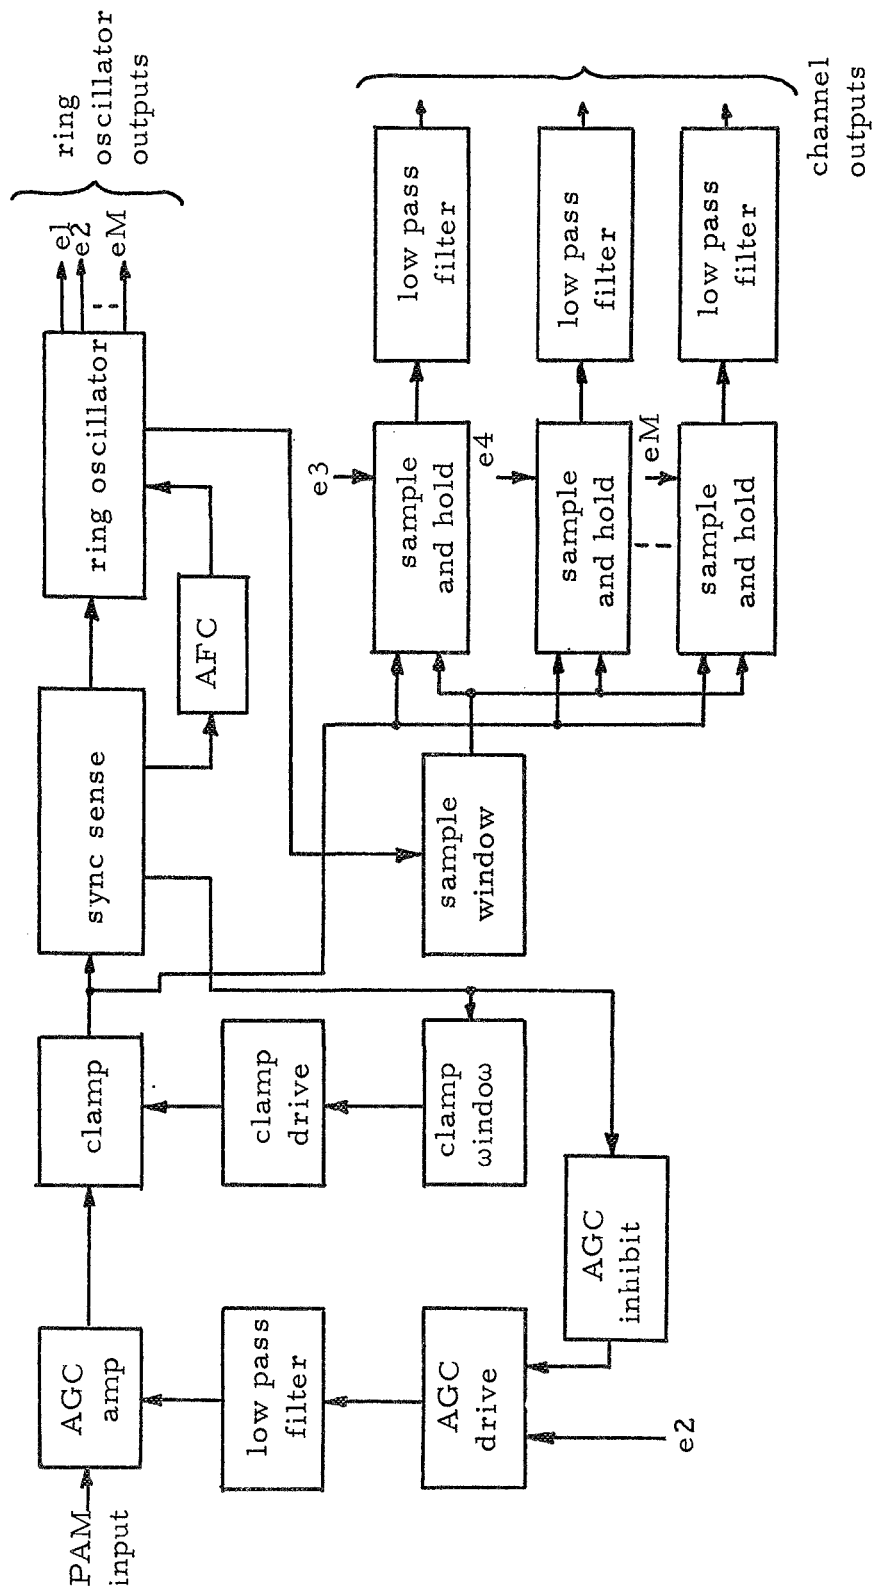 PAM
input
AGC
amp
clamp
sync sense
ring oscillator
e1
e2
eM
ring
oscillator
outputs
low pass
filter
clamp
drive
AFC
AGC
drive
clamp
window
sample
window
e2
AGC
inhibit
e3
sample
and hold
low pass
filter
e4
sample
and hold
low pass
filter
eM
sample
and hold
low pass
filter
channel
outputs